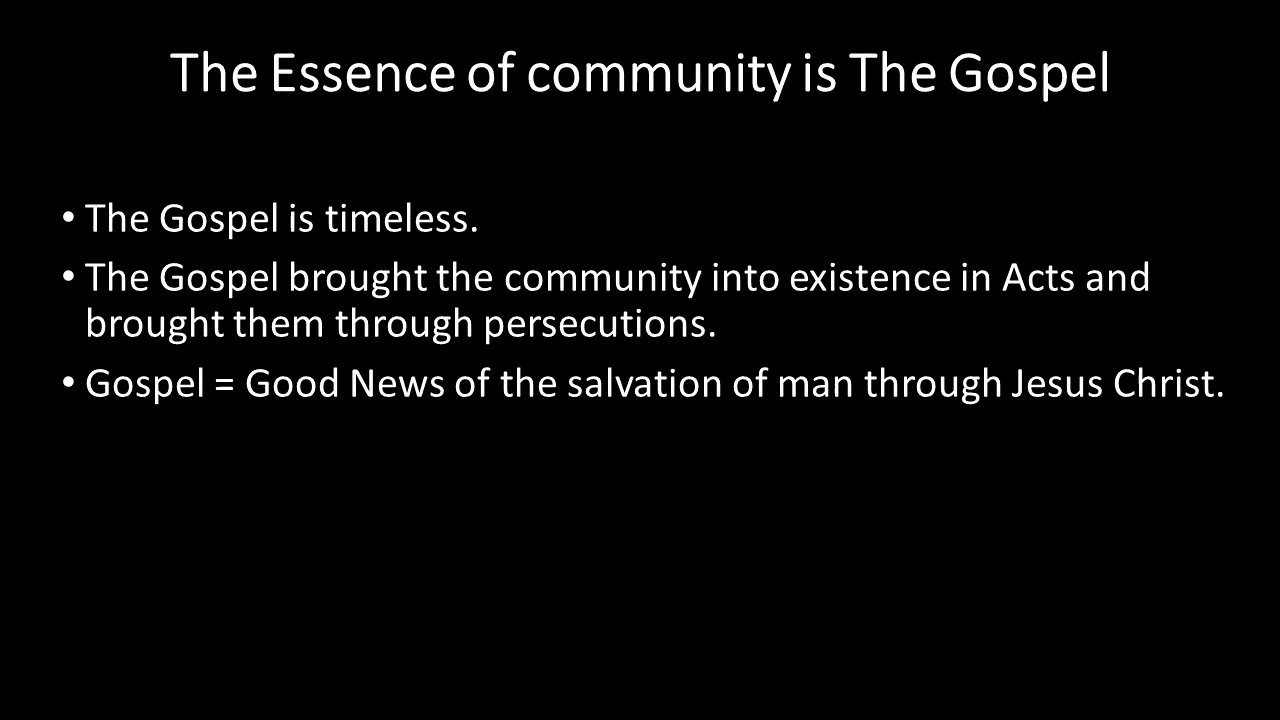 The Essence of community is The Gospel
• The Gospel is timeless.
• The Gospel brought the community into existence in Acts and
brought them through persecutions.
• Gospel = Good News of the salvation of man through Jesus Christ.